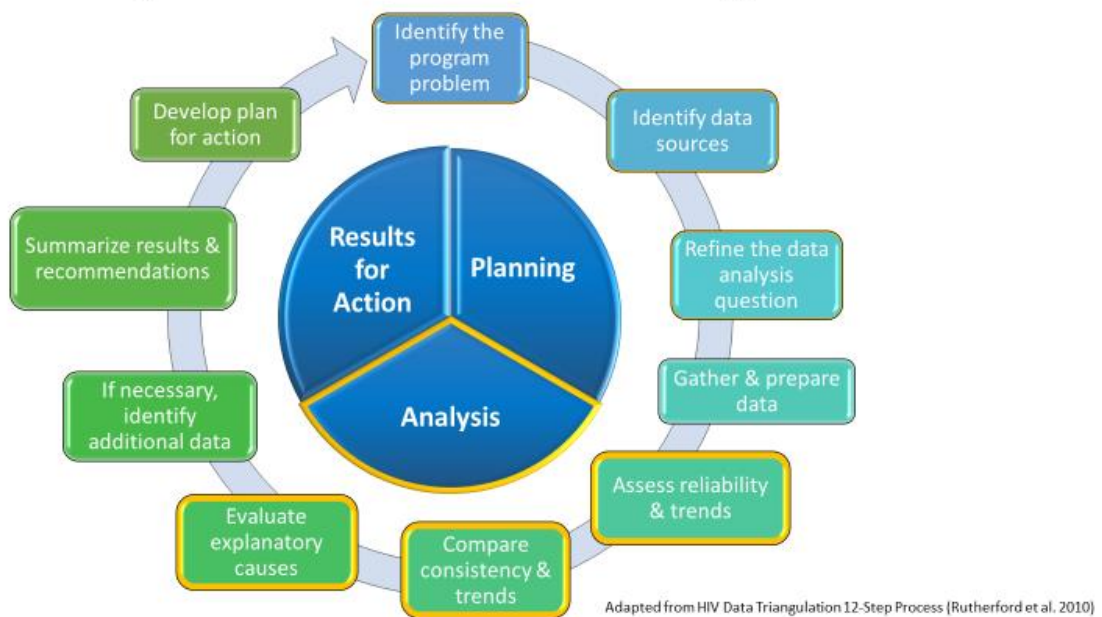 Identify the
program
problem
Identify data
sources
Refine the data
analysis
question
Gather & prepare
data
Assess reliability
& trends
Compare
consistency &
trends
Evaluate
explanatory
causes
If necessary,
identify
additional data
Summarize results &
recommendations
Develop plan
for action
Results
for
Action
Planning
Analysis
Adapted from HIV Data Triangulation 12-Step Process (Rutherford et al. 2010)